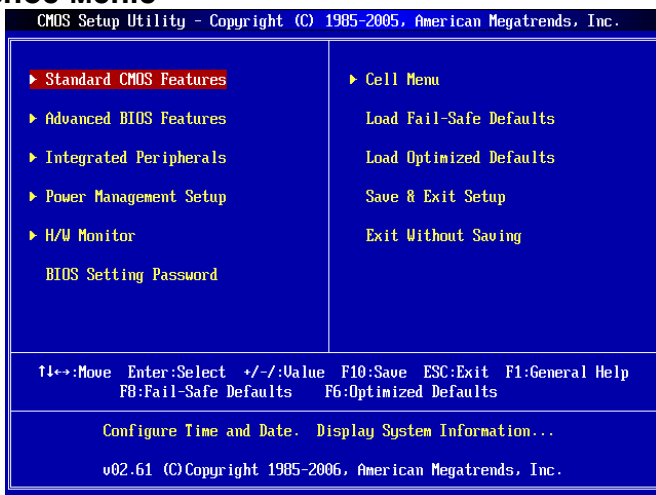 CMOS Setup Utility - Copyright (C) 1985-2005, American Megatrends, Inc.
Standard CMOS Features
Advanced BIOS Features
Integrated Peripherals
Power Management Setup
H/W Monitor
BIOS Setting Password
Cell Menu
Load Fail-Safe Defaults
Load Optimized Defaults
Save & Exit Setup
Exit Without Saving
↑↓↔:Move Enter:Select +/-/:Value F10:Save ESC:Exit F1:General Help
F8:Fail-Safe Defaults F6:Optimized Defaults
Configure Time and Date. Display System Information...
v02.61 (C)Copyright 1985-2006, American Megatrends, Inc.